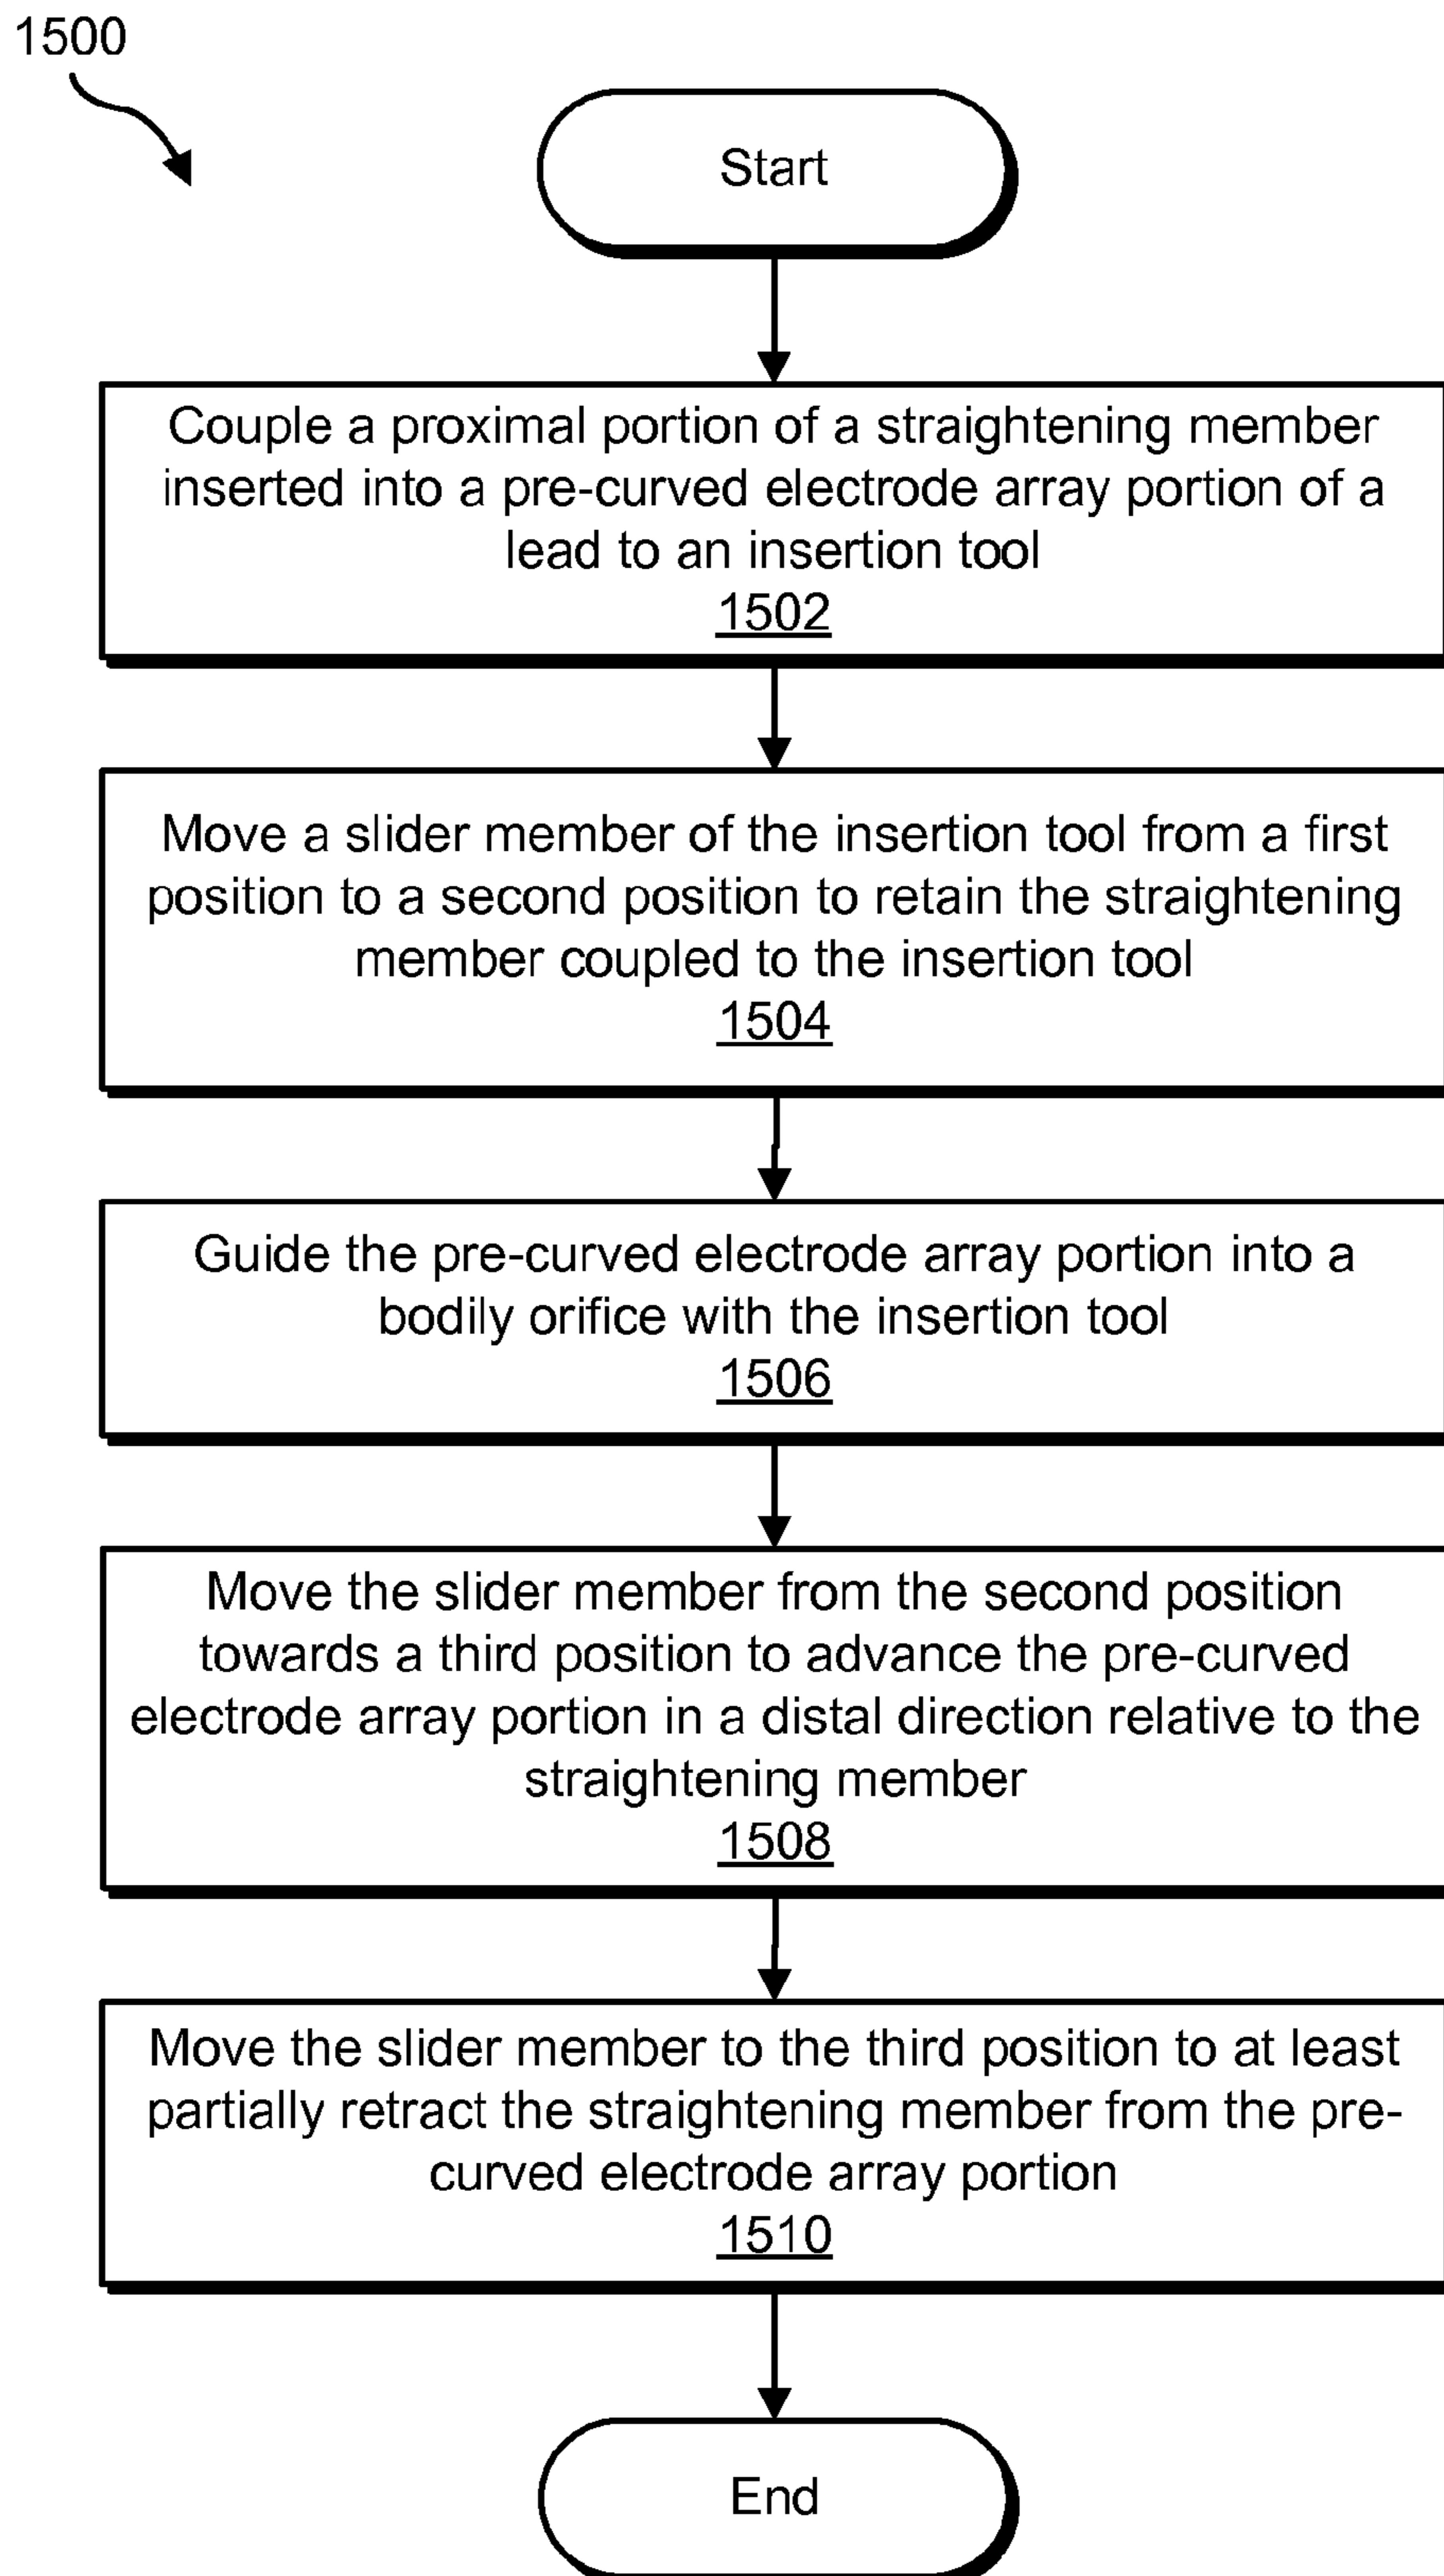 1500
Start
Couple a proximal portion of a straightening member
inserted into a pre-curved electrode array portion of a
lead to an insertion tool
1502
Move a slider member of the insertion tool from a first
position to a second position to retain the straightening
member coupled to the insertion tool
1504
Guide the pre-curved electrode array portion into a
bodily orifice with the insertion tool
1506
Move the slider member from the second position
towards a third position to advance the pre-curved
electrode array portion in a distal direction relative to the
straightening member
1508
Move the slider member to the third position to at least
partially retract the straightening member from the pre-
curved electrode array portion
1510
End